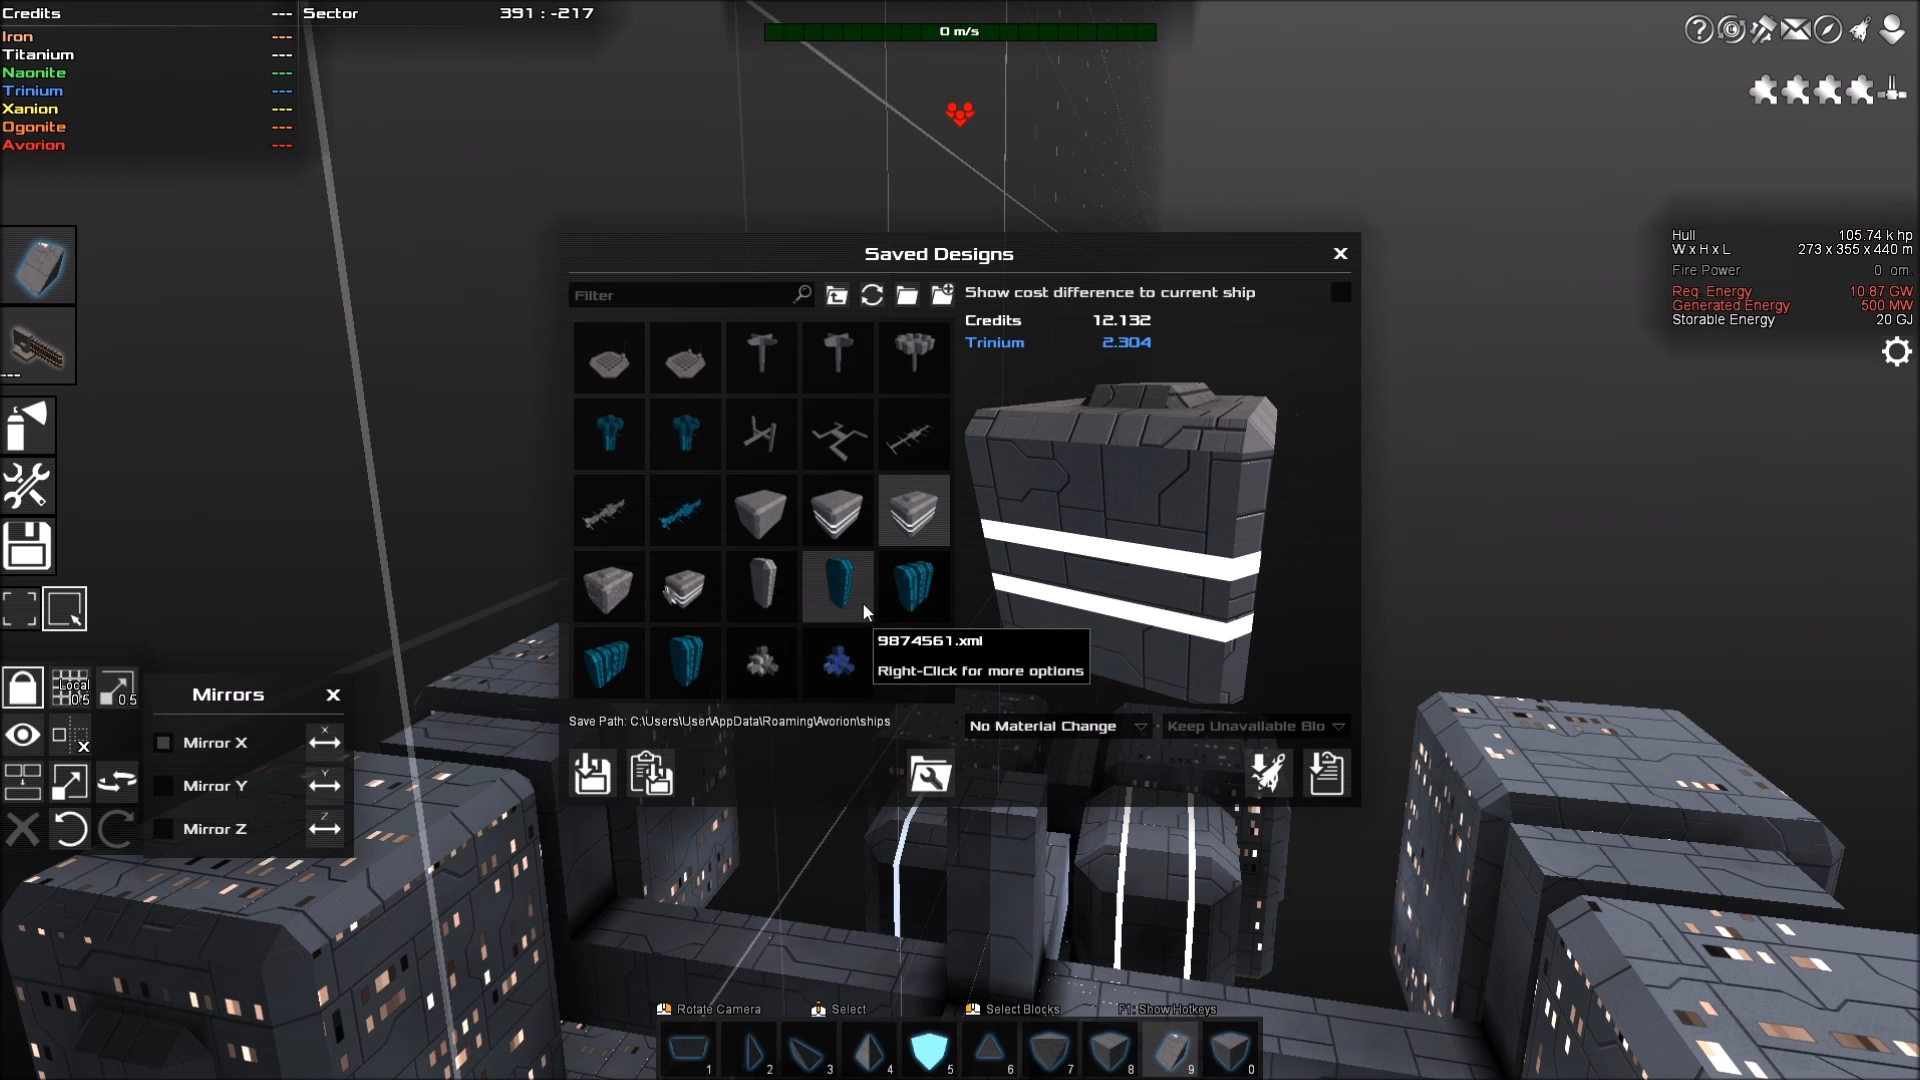 Credits --- Sector 391 : -217
Iron ---
Titanium ---
Naonite ---
Trinium ---
Xanion ---
Ogonite ---
Avorion ---
0 m/s
Hull 105.74 k hp
W x H x L 273 x 355 x 440 m
Fire Power 0 om.
Req. Energy 10.87 GW
Generated Energy 500 MW
Storable Energy 20 GJ
---
Saved Designs X
Filter
Show cost difference to current ship
Credits 12.132
Trinium 2.304
9874561.xml
Right-Click for more options
Save Path: C:\Users\User\AppData\Roaming\Avorion\ships
No Material Change
Keep Unavailable Blo
Local
0.5
0.5
X
Mirrors X
Mirror X X
Mirror Y Y
Mirror Z Z
Rotate Camera
Select
Select Blocks
F1: Show Hotkeys
1 2 3 4 5 6 7 8 9 0